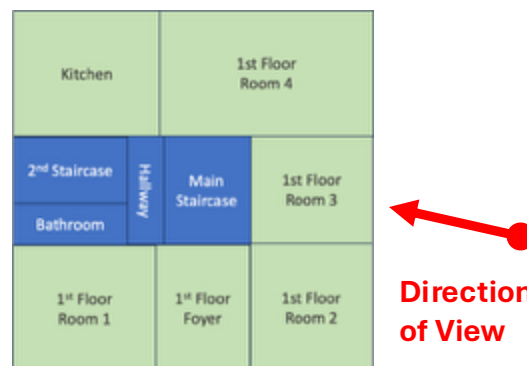 Kitchen
1st Floor
Room 4
2nd Staircase
Bathroom
Hallway
Main
Staircase
1st Floor
Room 3
1st Floor
Room 1
1st Floor
Foyer
1st Floor
Room 2
Direction
of View